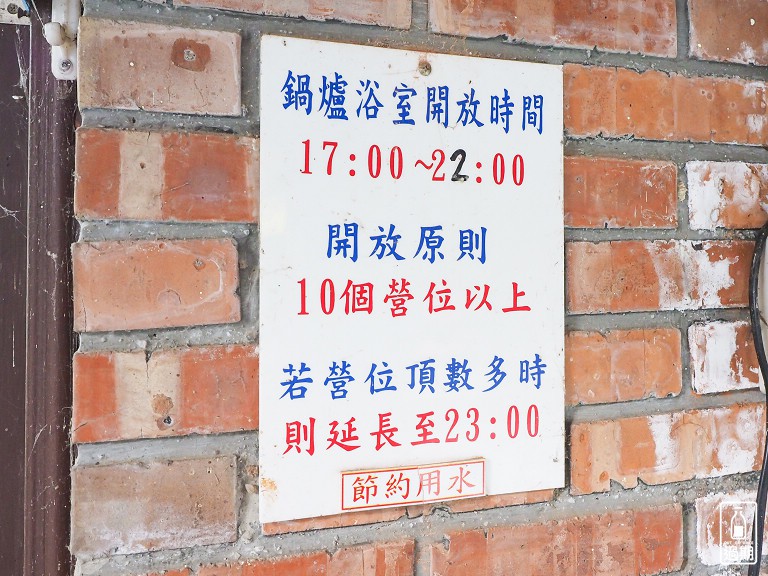 鍋爐浴室開放時間
17:00~22:00
開放原則
10個營位以上
若營位頂數多時
則延長至23:00
節約用水